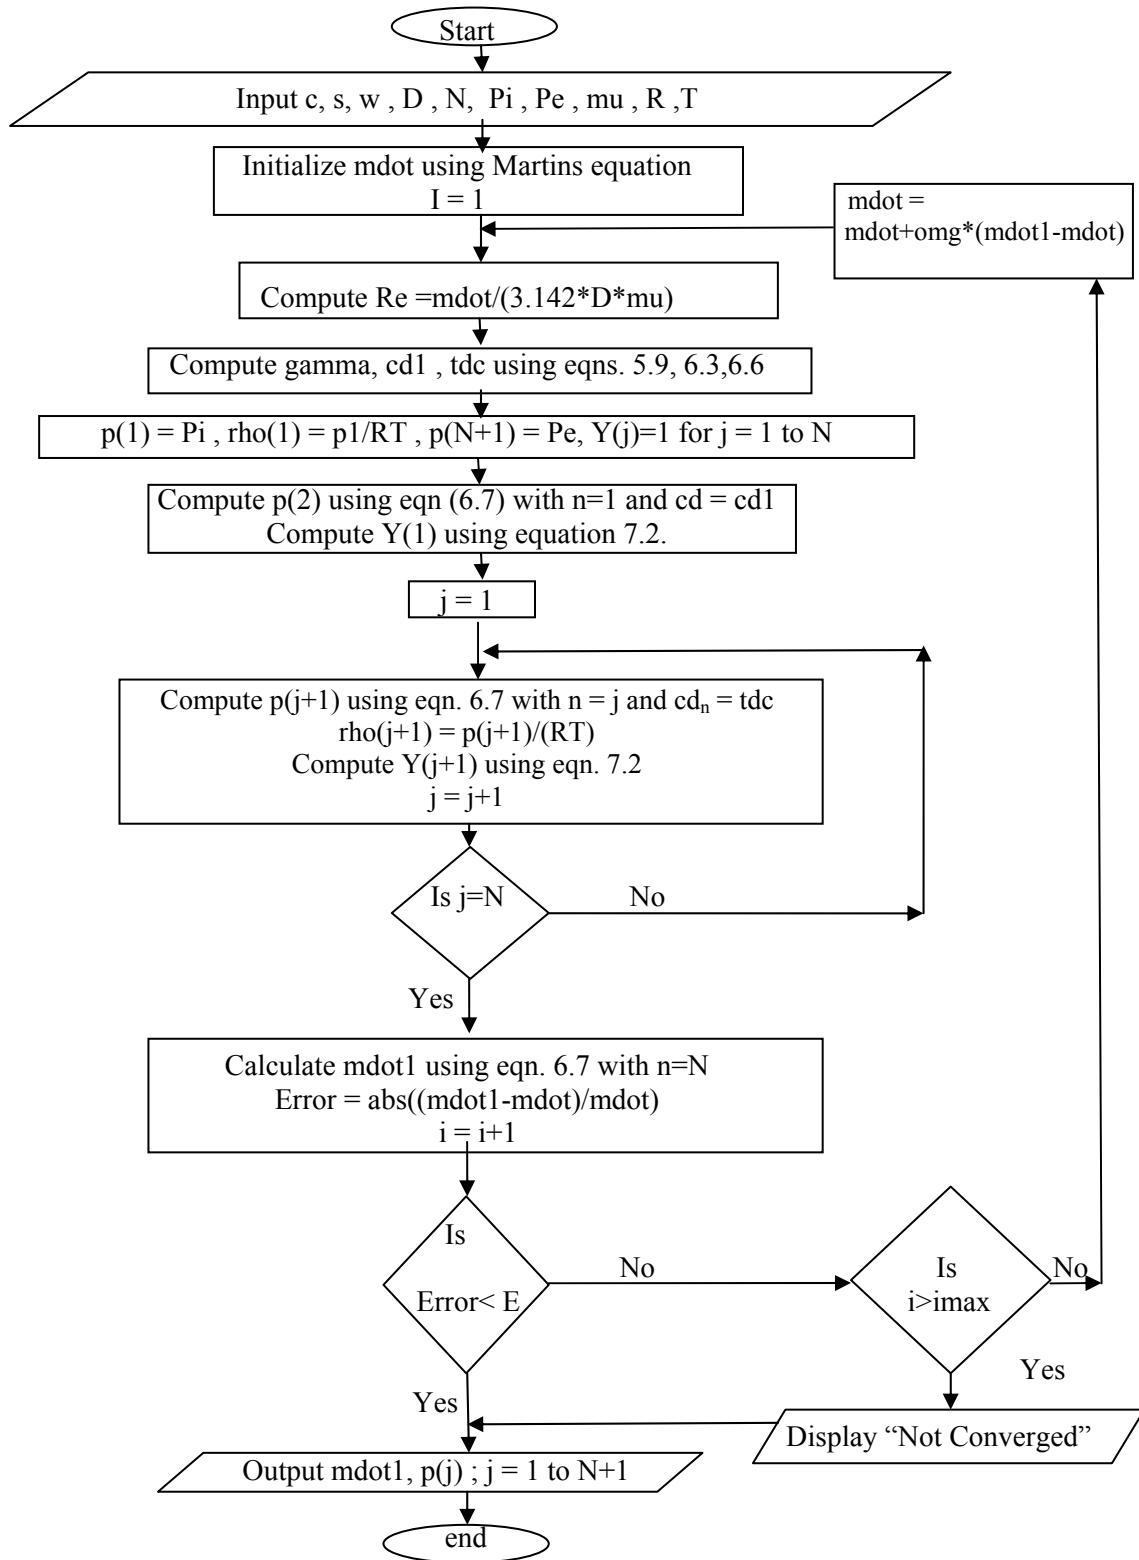 Start
Input c, s, w , D , N, Pi , Pe , mu , R ,T
Initialize mdot using Martins equation
I = 1
mdot =
mdot+omg*(mdot1-mdot)
Compute Re =mdot/(3.142*D*mu)
Compute gamma, cd1 , tdc using eqns. 5.9, 6.3,6.6
p(1) = Pi , rho(1) = p1/RT , p(N+1) = Pe, Y(j)=1 for j = 1 to N
Compute p(2) using eqn (6.7) with n=1 and cd = cd1
Compute Y(1) using equation 7.2.
j = 1
Compute p(j+1) using eqn. 6.7 with n = j and cdn = tdc
rho(j+1) = p(j+1)/(RT)
Compute Y(j+1) using eqn. 7.2
j = j+1
Is j=N
No
Yes
Calculate mdot1 using eqn. 6.7 with n=N
Error = abs((mdot1-mdot)/mdot)
i = i+1
Is
Error< E
No
Is
i>imax
No
Yes
Yes
Display “Not Converged”
Output mdot1, p(j) ; j = 1 to N+1
end